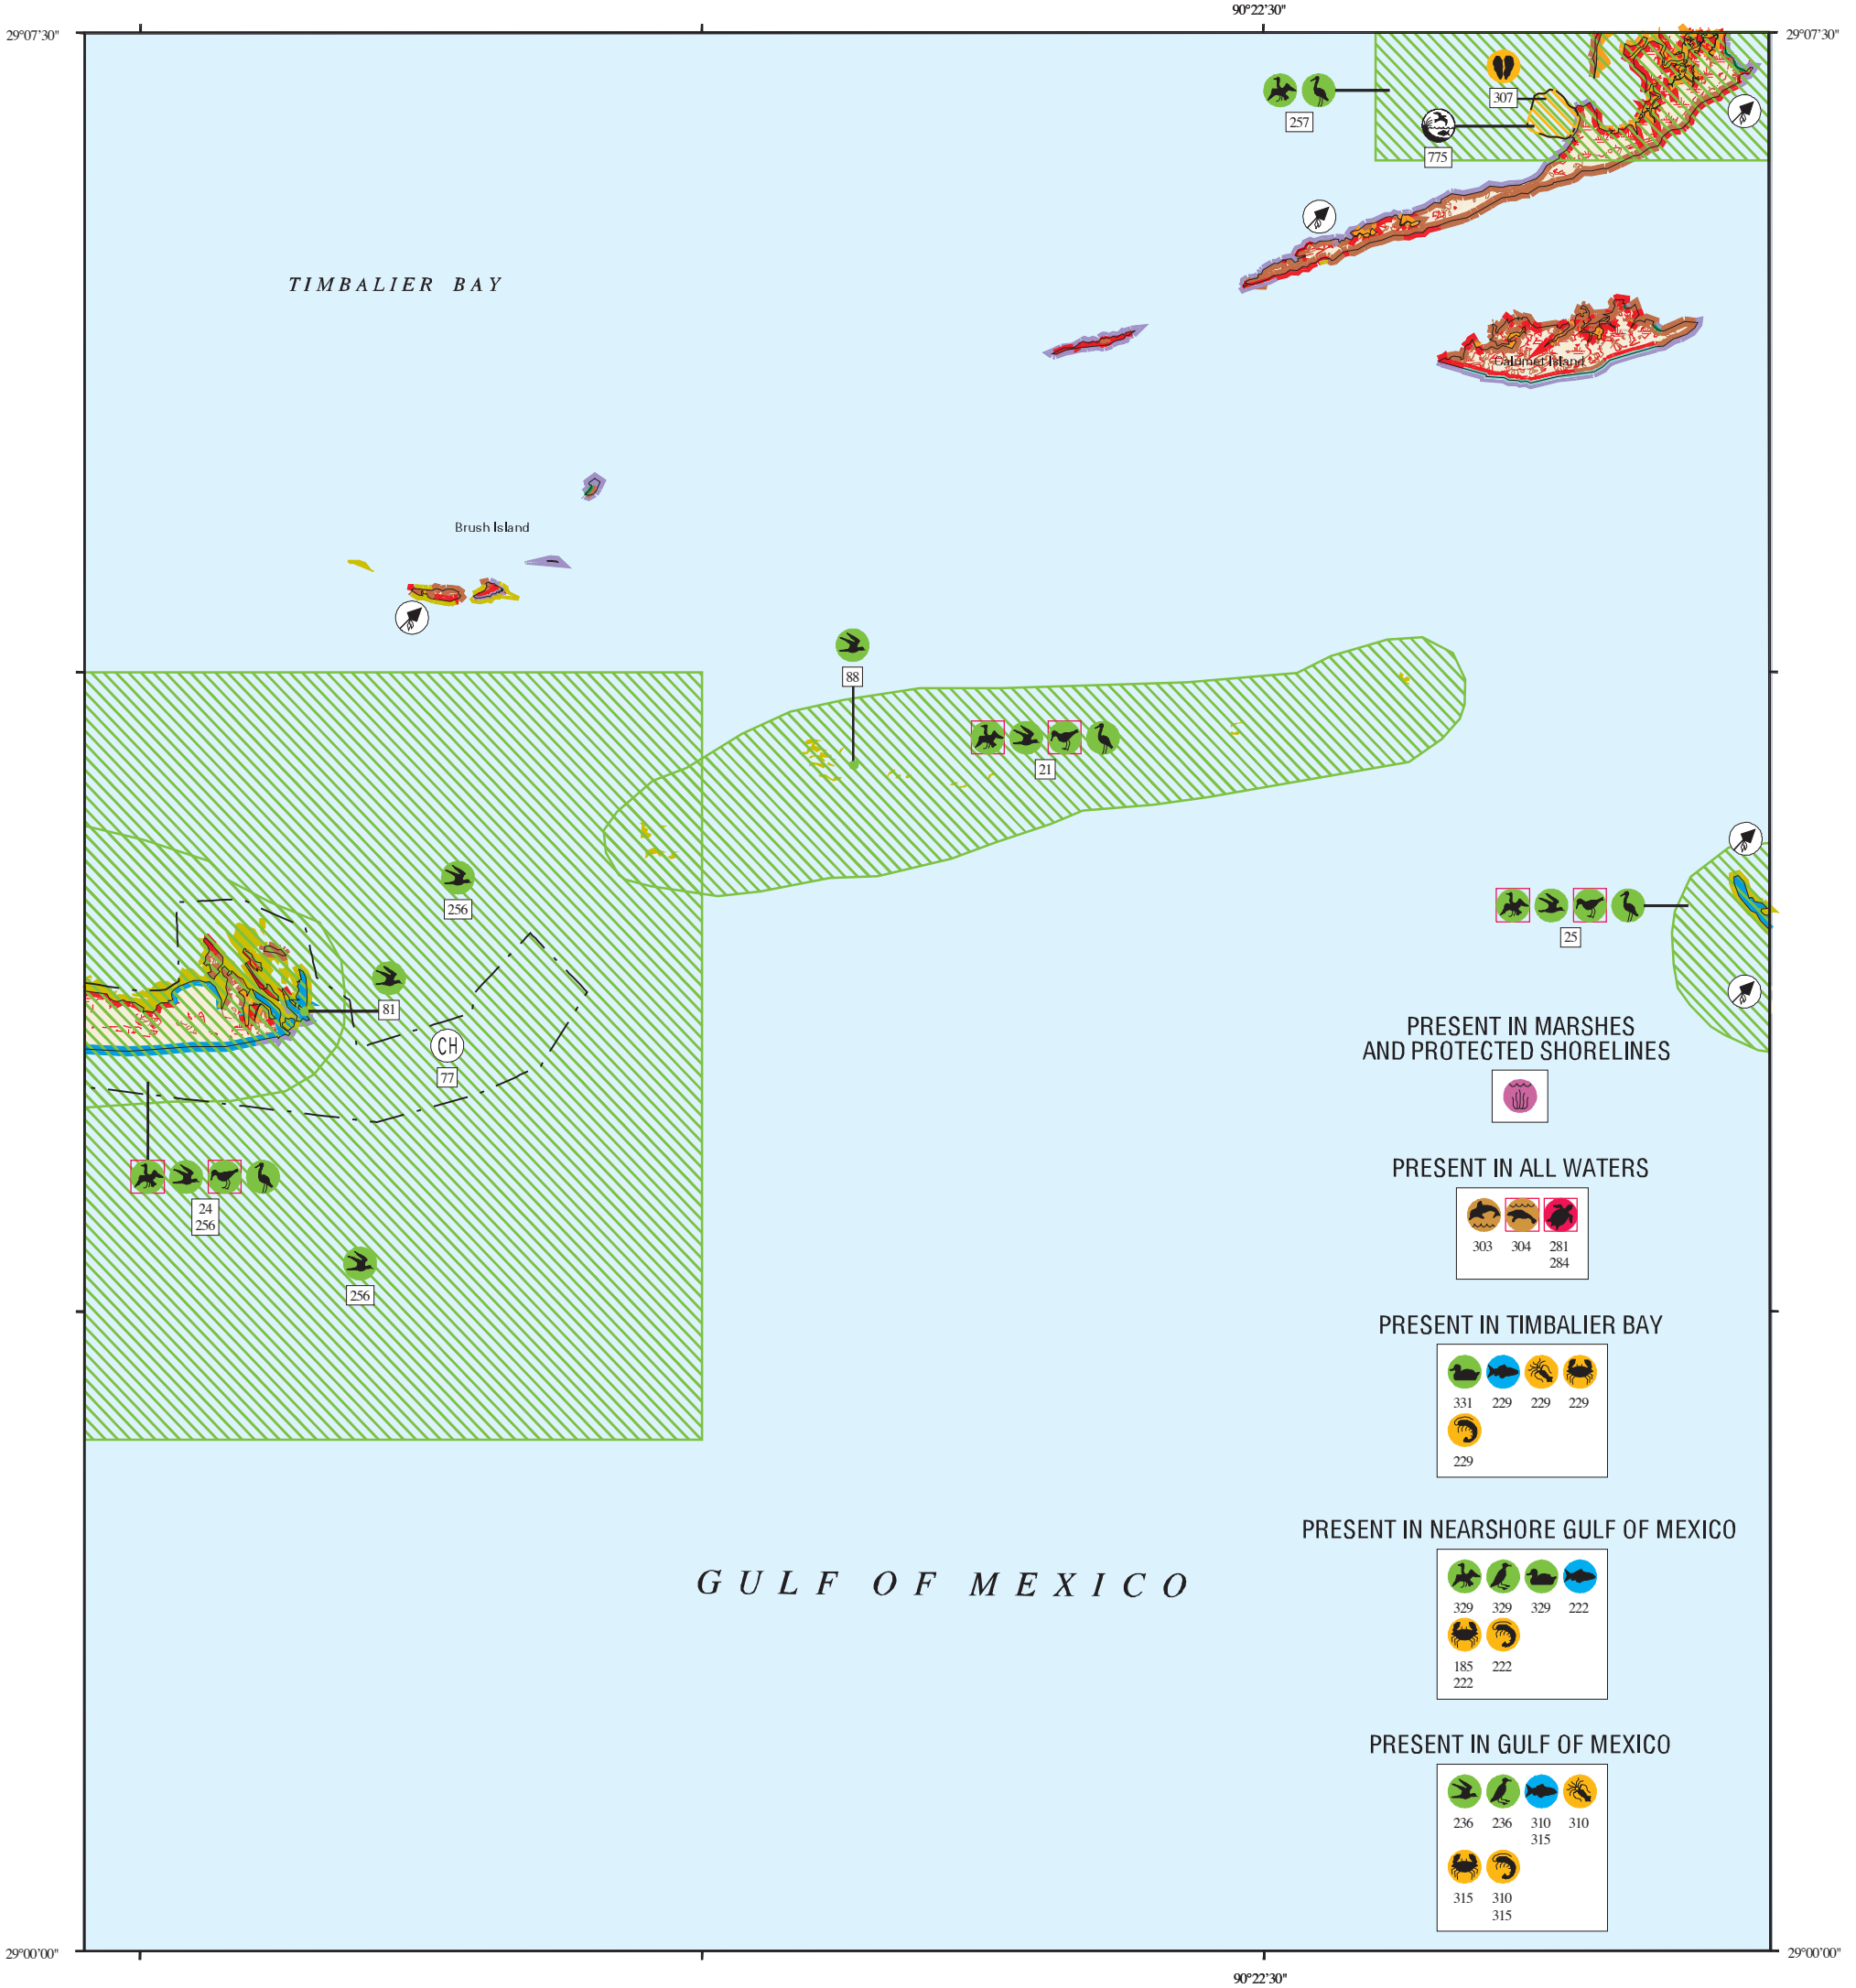 90°22'30"
29°07'30"
29°07'30"
257
307
775
TIMBALIER BAY
Calumet Island
Brush Island
88
21
256
25
81
CH
77
PRESENT IN MARSHES
AND PROTECTED SHORELINES
24
256
256
PRESENT IN ALL WATERS
303 304 281
284
PRESENT IN TIMBALIER BAY
331 229 229 229
229
PRESENT IN NEARSHORE GULF OF MEXICO
329 329 329 222
185 222
222
GULF OF MEXICO
PRESENT IN GULF OF MEXICO
236 236 310 310
315
315 310
315
29°00'00"
29°00'00"
90°22'30"